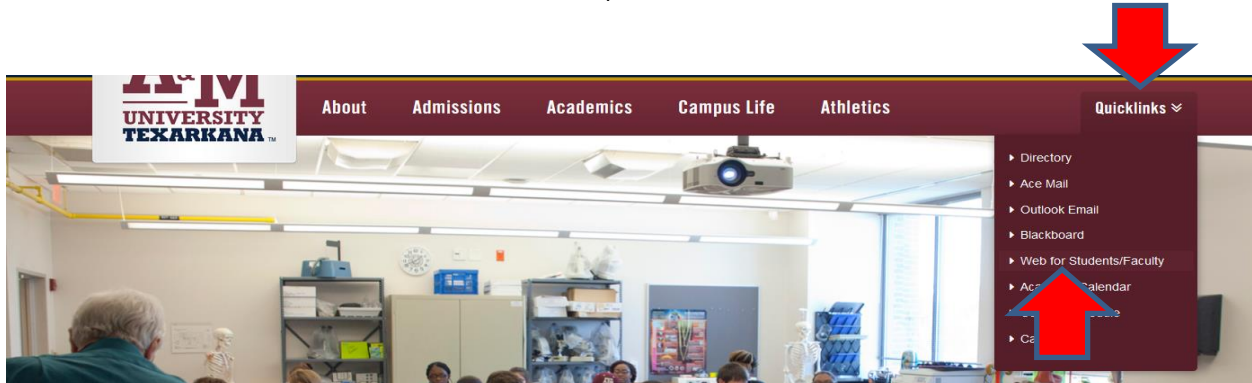 A&M
UNIVERSITY
TEXARKANA TM
About Admissions Academics Campus Life Athletics Quicklinks
Directory
Ace Mail
Outlook Email
Blackboard
Web for Students/Faculty
Calendar